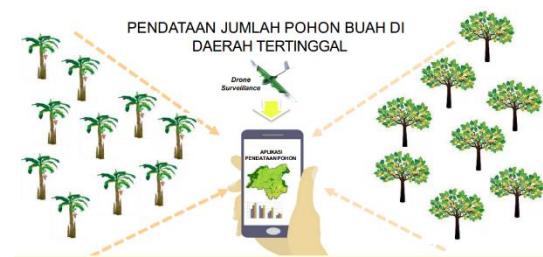 PENDATAAN JUMLAH POHON BUAH DI
DAERAH TERTINGGAL
Drone
Surveillance
APLIKASI
PENDATAAN POHON